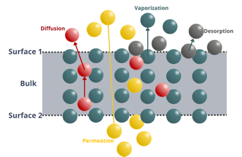 Vaporization
Diffusion
Desorption
Surface 1
Bulk
Surface 2
Permeation